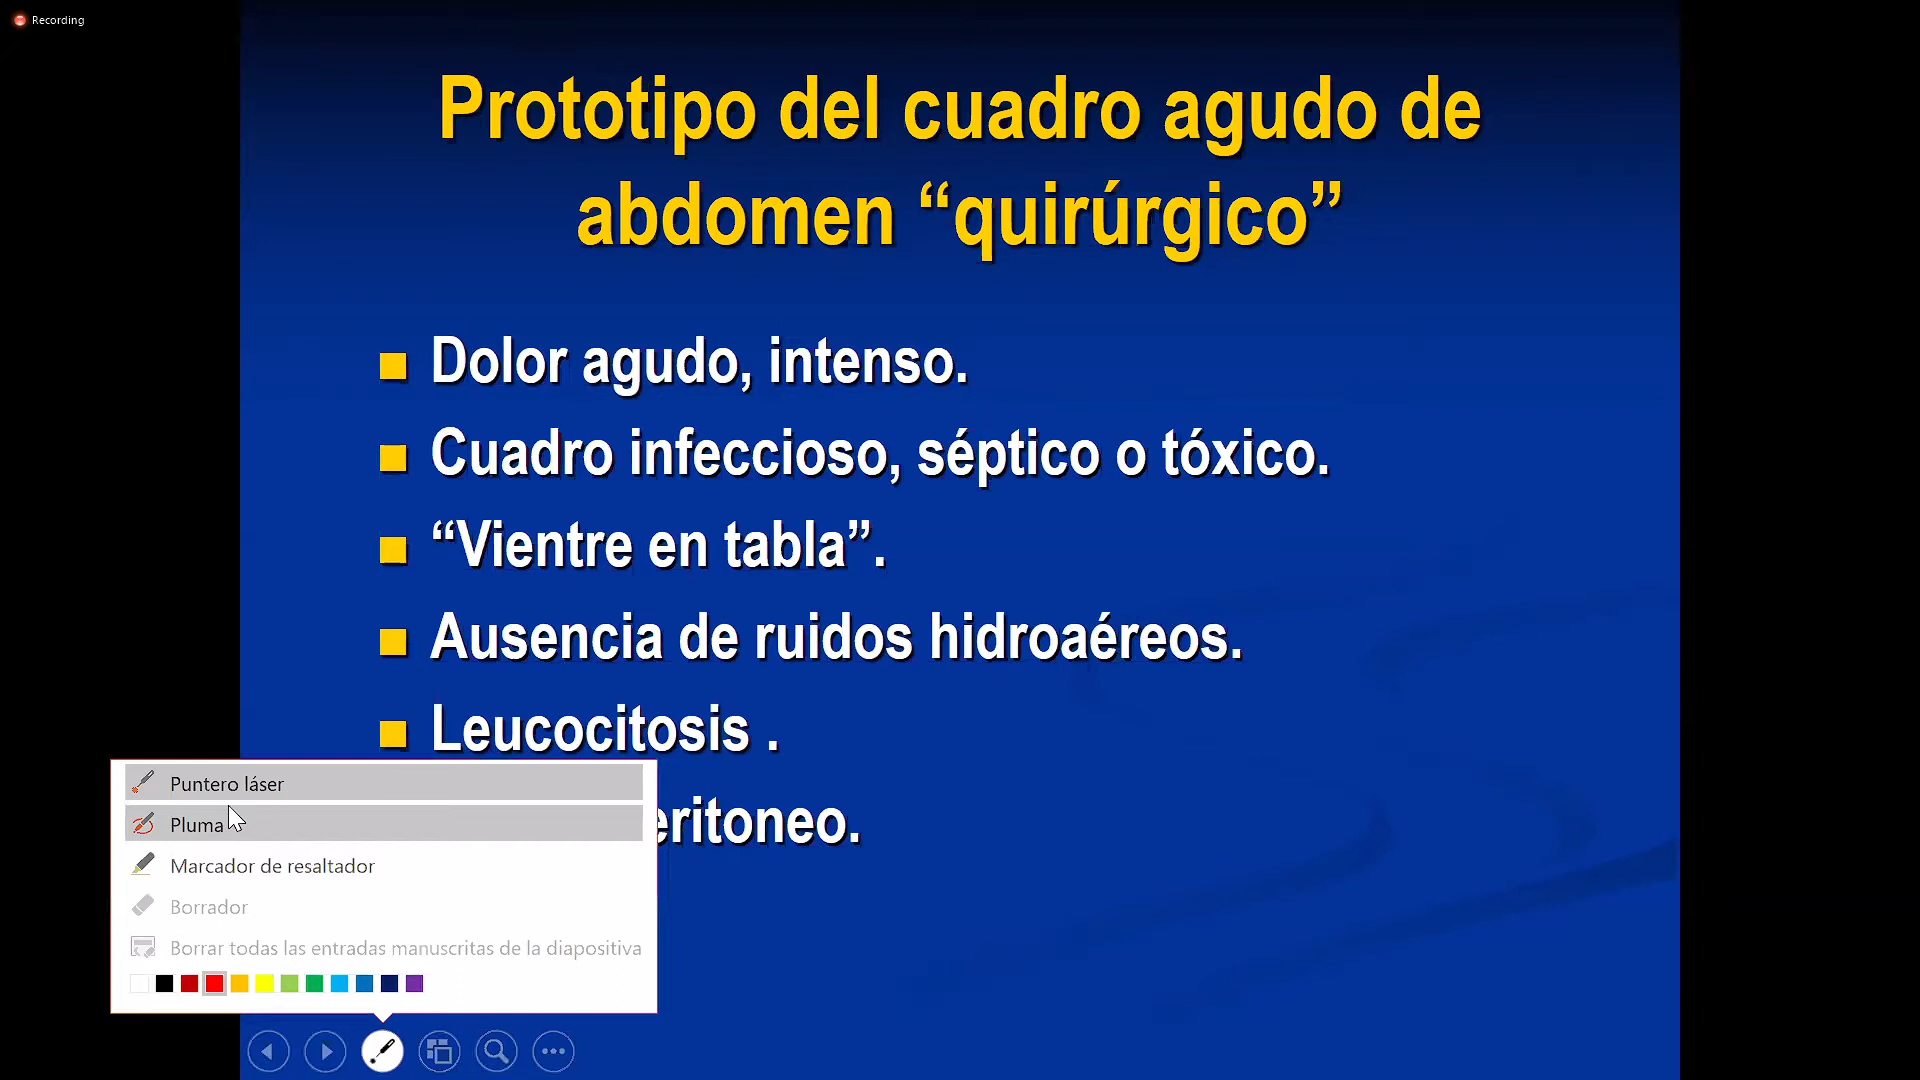 Recording
Prototipo del cuadro agudo de
abdomen “quirúrgico”
Dolor agudo, intenso.
Cuadro infeccioso, séptico o tóxico.
“Vientre en tabla”.
Ausencia de ruidos hidroaéreos.
Leucocitosis .
eritoneo.
Puntero láser
Pluma
Marcador de resaltador
Borrador
Borrar todas las entradas manuscritas de la diapositiva